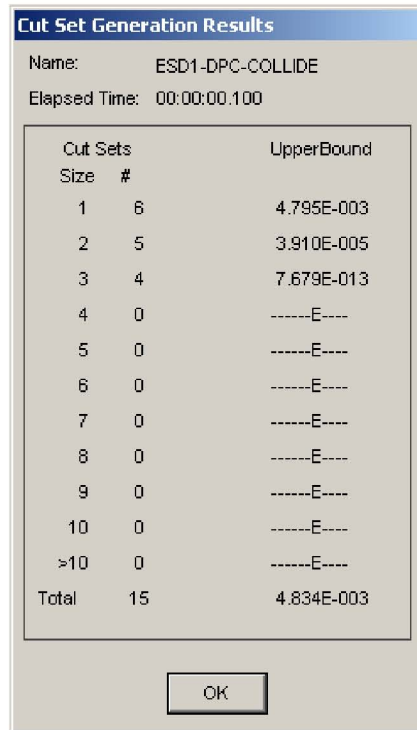 Cut Set Generation Results
Name: ESD1-DPC-COLLIDE
Elapsed Time: 00:00:00.100
Cut Sets UpperBound
Size #
1 6 4.795E-003
2 5 3.910E-005
3 4 7.679E-013
4 0 ------E----
5 0 ------E----
6 0 ------E----
7 0 ------E----
8 0 ------E----
9 0 ------E----
10 0 ------E----
>10 0 ------E----
Total 15 4.834E-003
OK